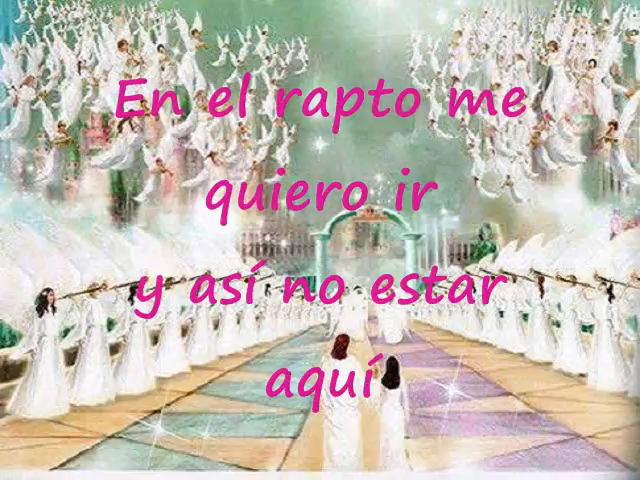 En el rapto me
quiero ir
y así no estar
aquí